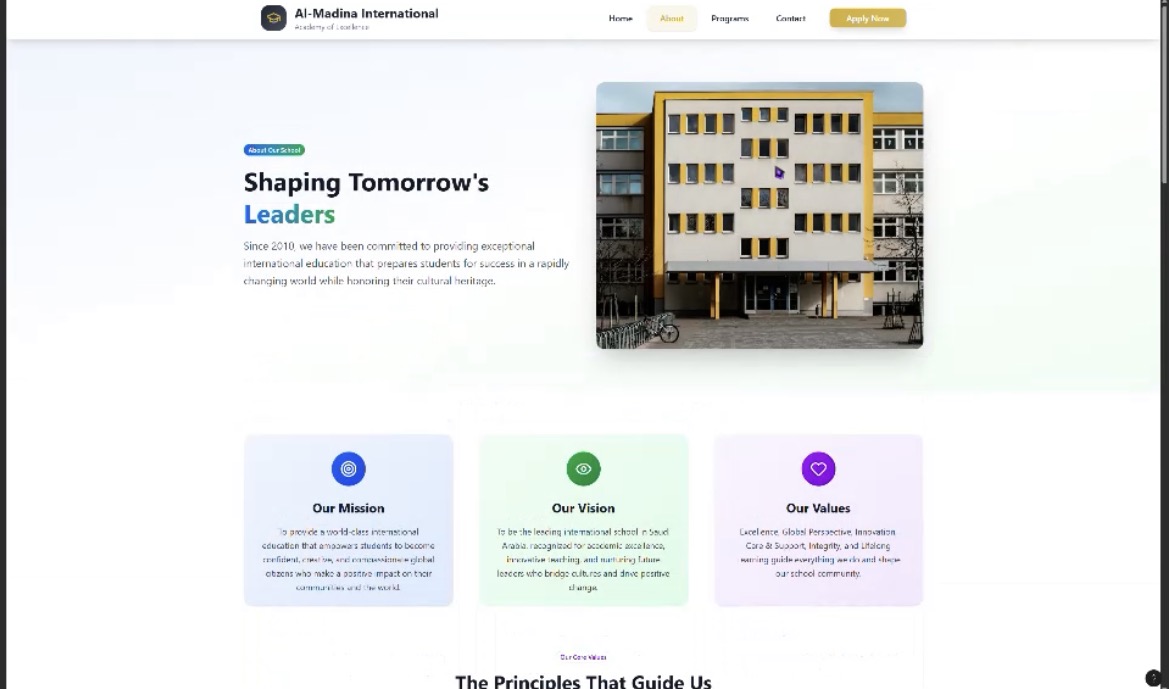 Al-Madina International
Academy of Excellence
Home
About
Programs
Contact
Apply Now
About Our School
Shaping Tomorrow's
Leaders
Since 2010, we have been committed to providing exceptional
international education that prepares students for success in a rapidly
changing world while honoring their cultural heritage.
Our Mission
To provide a world-class international
education that empowers students to become
confident, creative, and compassionate global
citizens who make a positive impact on their
communities and the world.
Our Vision
To be the leading international school in Saudi
Arabia, recognized for academic excellence,
innovative teaching, and nurturing future
leaders who bridge cultures and drive positive
change.
Our Values
Excellence, Global Perspective, Innovation,
Care & Support, Integrity, and Lifelong
earning guide everything we do and shape
our school community.
Our Core Values
The Principles That Guide Us